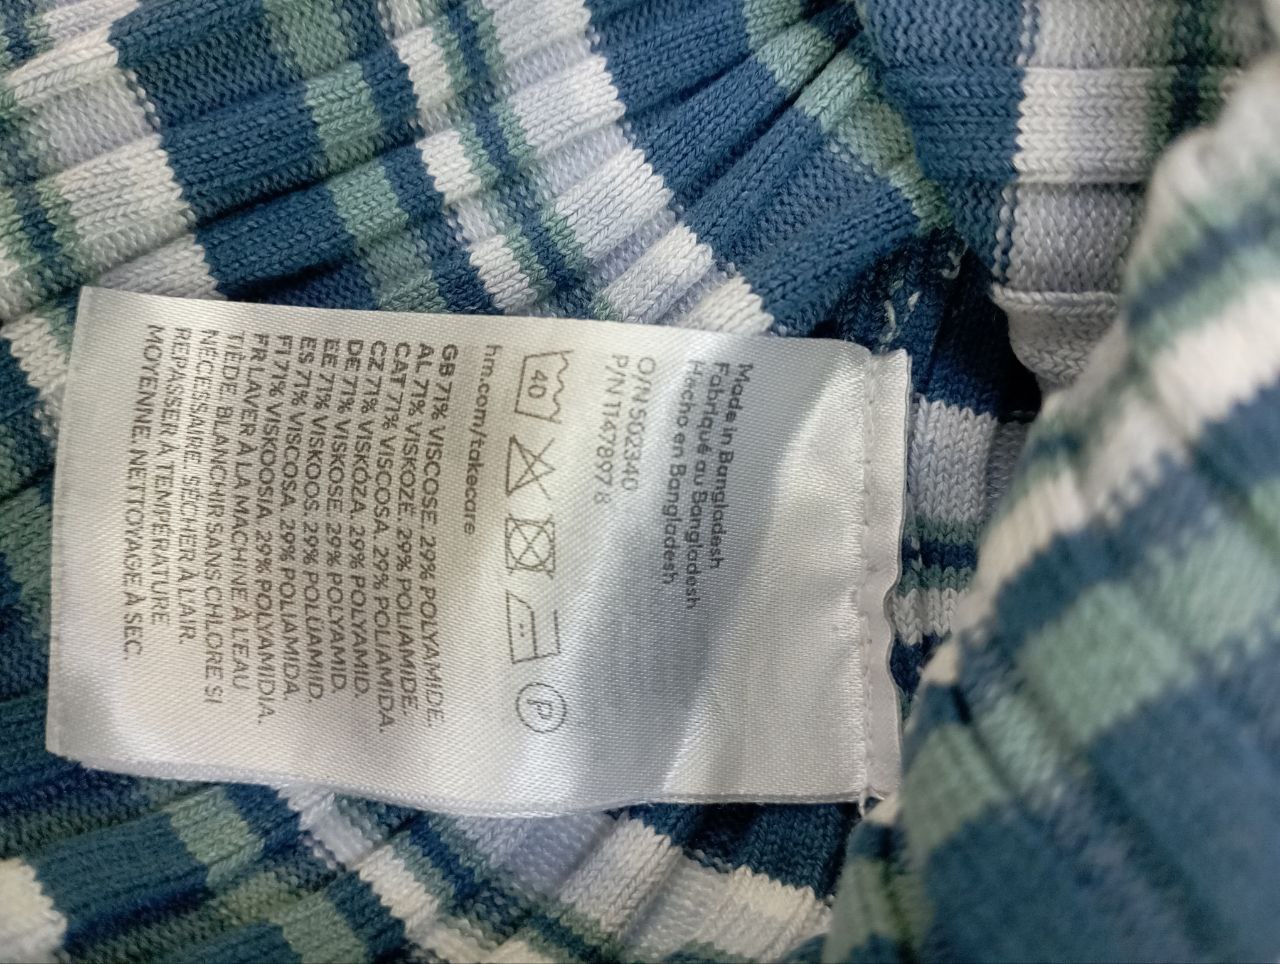 Made in Bangladesh
Fabriqué au Bangladesh
Hecho en Bangladesh
O/N 502340
P/N 1147897 8
40
P
hm.com/takecare
GB 71% VISCOSE. 29% POLYAMIDE.
AL 71% VISKOZË. 29% POLIAMIDE.
CAT 71% VISCOSA. 29% POLIAMIDA.
CZ 71% VISKÓZA. 29% POLYAMID.
DE 71% VISKOSE. 29% POLYAMID.
EE 71% VISKOOS. 29% POLÜAMIID.
ES 71% VISCOSA. 29% POLIAMIDA.
FI 71% VISKOOSIA. 29% POLYAMIDIA.
FR LAVER À LA MACHINE À L'EAU
TIÈDE. BLANCHIR SANS CHLORE SI
NÉCESSAIRE. SÉCHER À L'AIR.
REPASSER À TEMPÉRATURE
MOYENNE. NETTOYAGE À SEC.